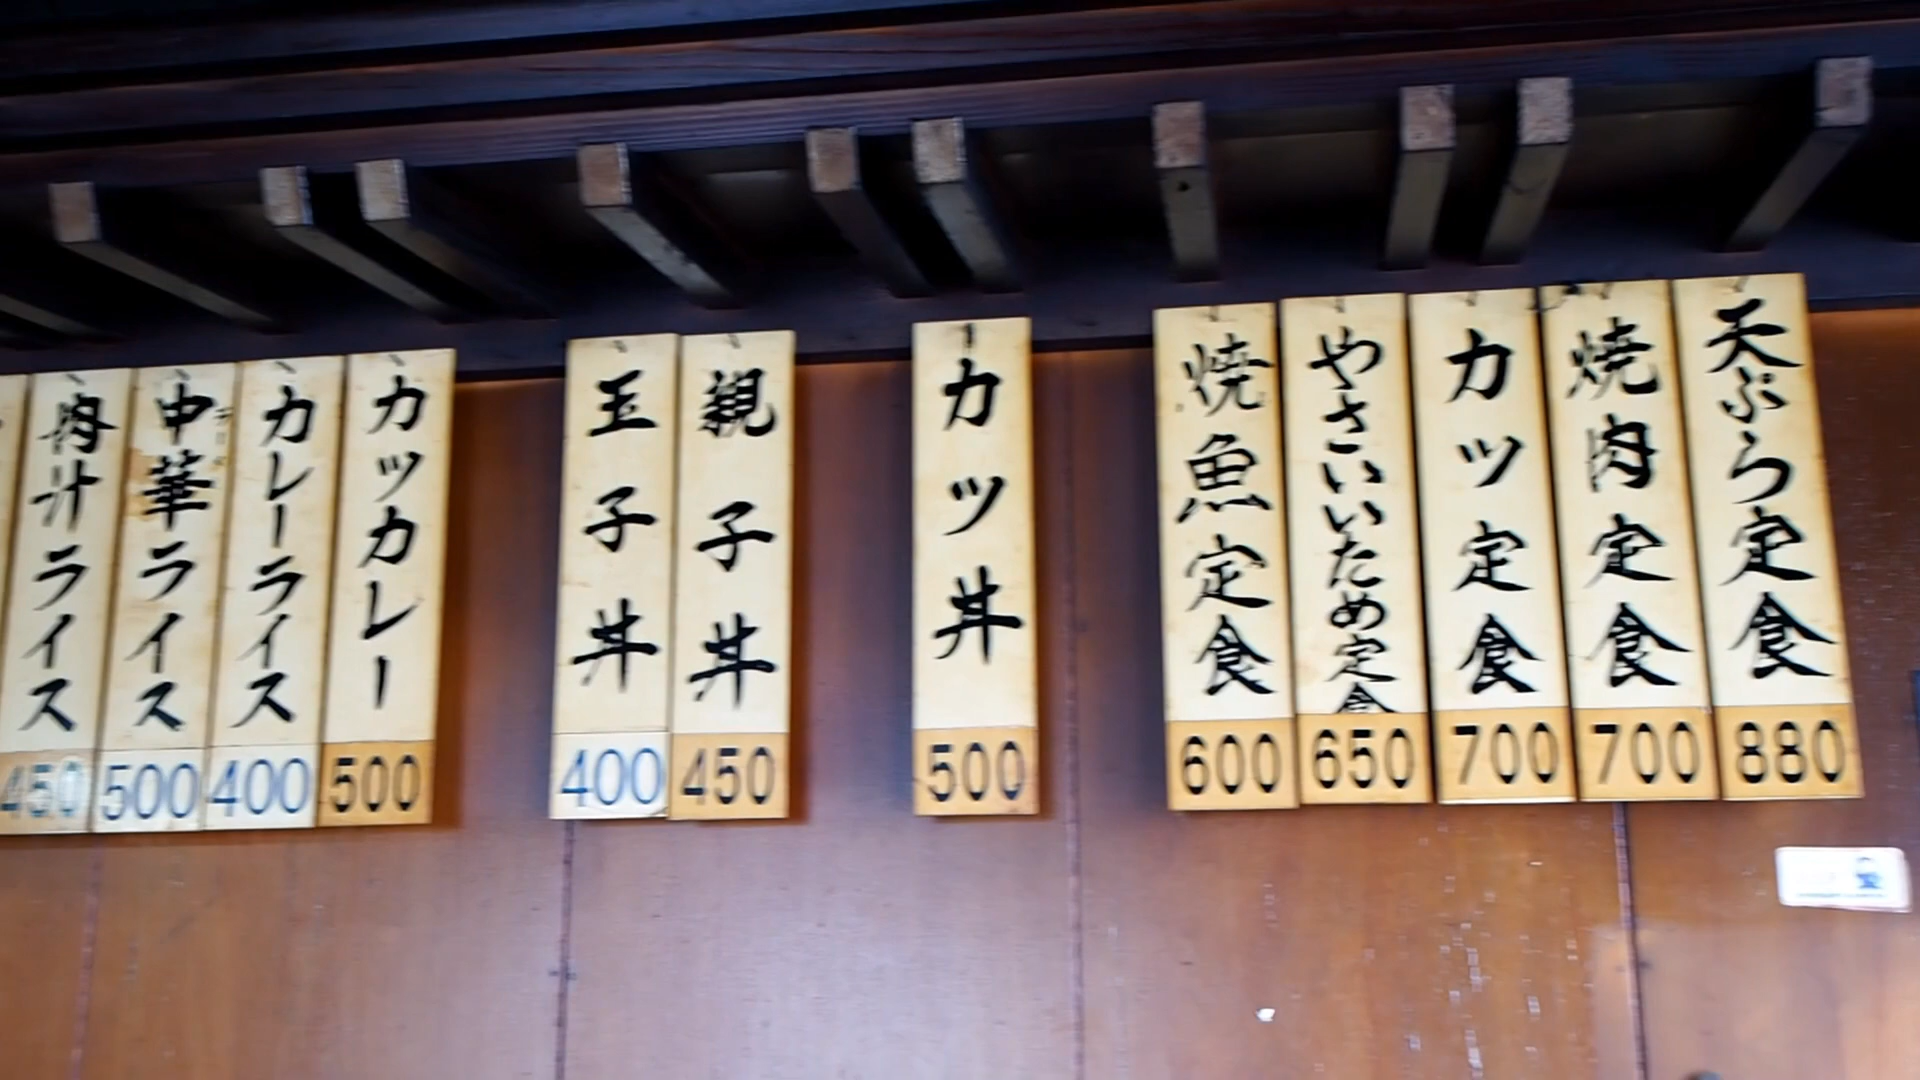 天ぷら定食
880
焼肉定食
700
カツ定食
700
やさいいため定食
650
焼魚定食
600
カツ丼
500
親子丼
450
玉子丼
400
カツカレー
500
カレーライス
400
中華ライス
500
肉汁ライス
450